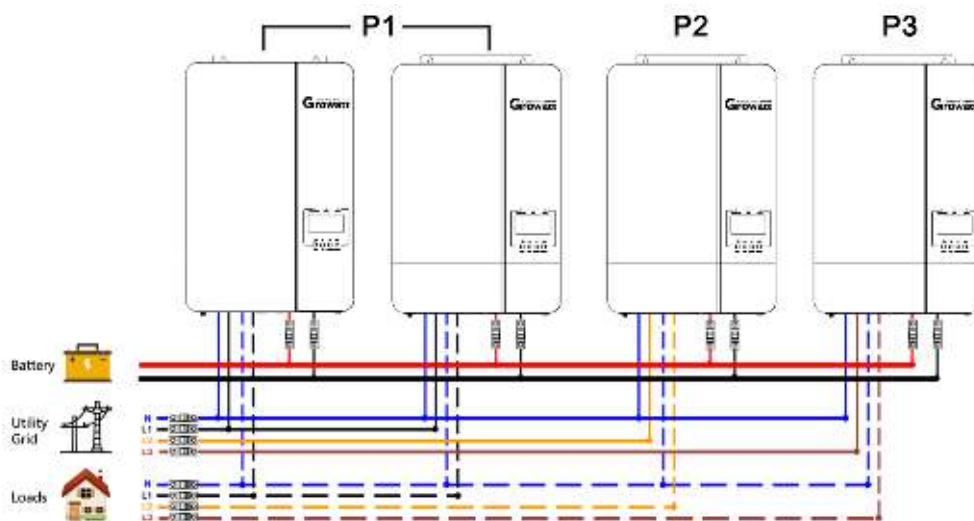 P1 P2 P3
Growatt Growatt Growatt Growatt
Battery
Utility
Grid
N
L1
L2
L3
Loads
N
L1
L2
L3